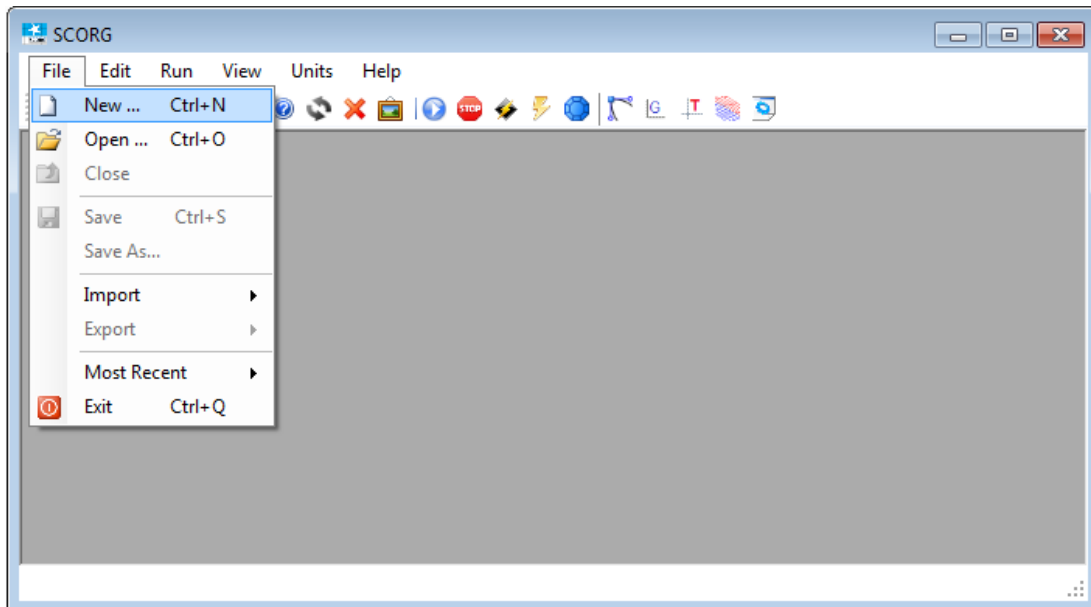 SCORG
File Edit Run View Units Help
New ... Ctrl+N
STOP G T
Open ... Ctrl+O
Close
Save Ctrl+S
Save As...
Import
Export
Most Recent
Exit Ctrl+Q